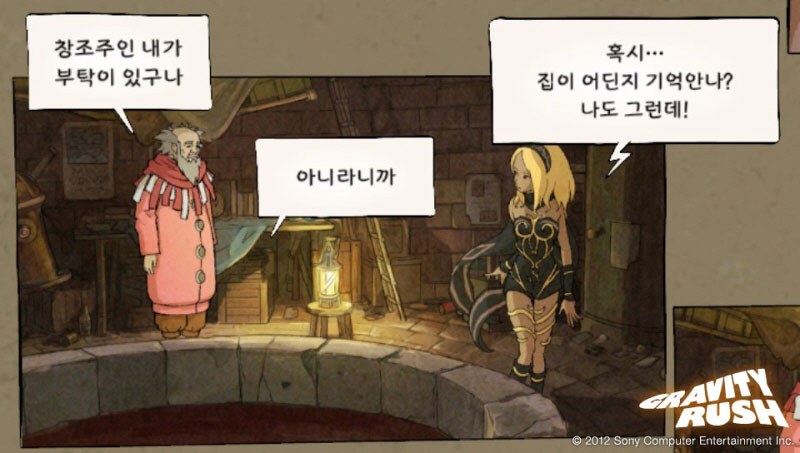 창조주인 내가
부탁이 있구나
아니라니까
혹시…
집이 어딘지 기억안나?
나도 그런데!
GRAVITY
RUSH
© 2012 Sony Computer Entertainment Inc.